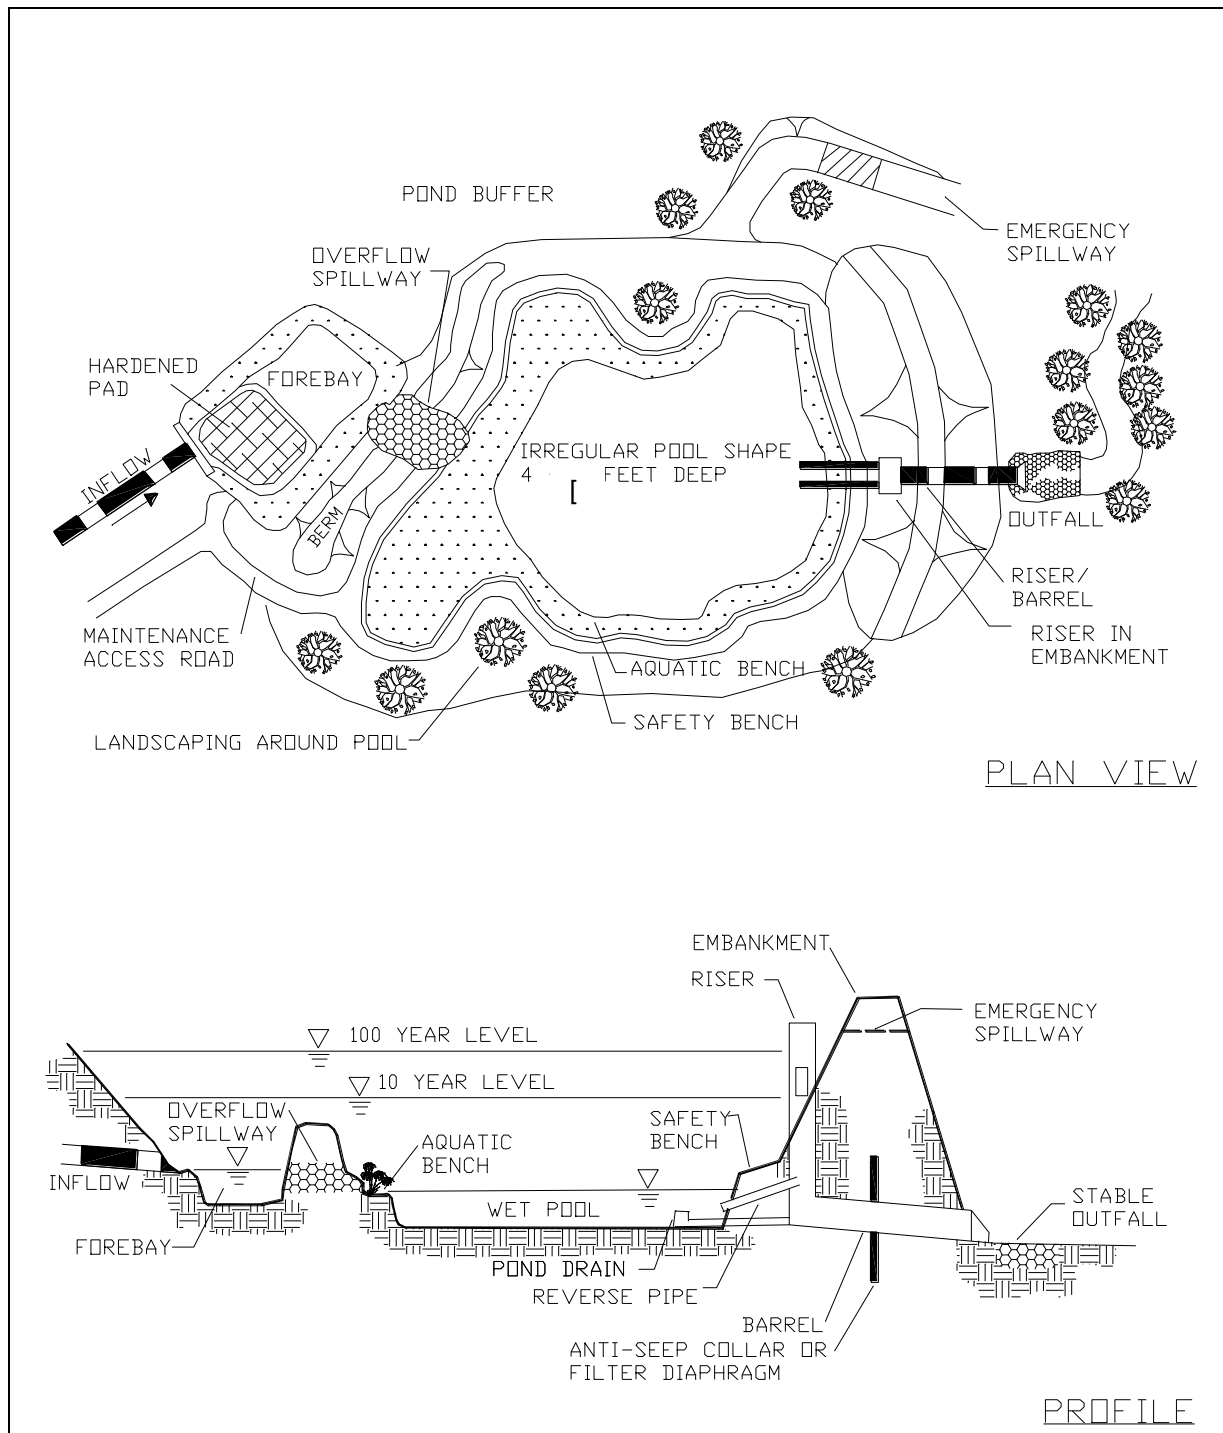 POND BUFFER
EMERGENCY
SPILLWAY
OVERFLOW
SPILLWAY
HARDENED
PAD
FOREBAY
INFLOW
BERM
IRREGULAR POOL SHAPE
4 FEET DEEP
OUTFALL
RISER/
BARREL
RISER IN
EMBANKMENT
MAINTENANCE
ACCESS ROAD
AQUATIC BENCH
SAFETY BENCH
LANDSCAPING AROUND POOL
PLAN VIEW
EMBANKMENT
RISER
EMERGENCY
SPILLWAY
100 YEAR LEVEL
10 YEAR LEVEL
OVERFLOW
SPILLWAY
SAFETY
BENCH
AQUATIC
BENCH
INFLOW
WET POOL
STABLE
OUTFALL
FOREBAY
POND DRAIN
REVERSE PIPE
BARREL
ANTI-SEEP COLLAR OR
FILTER DIAPHRAGM
PROFILE